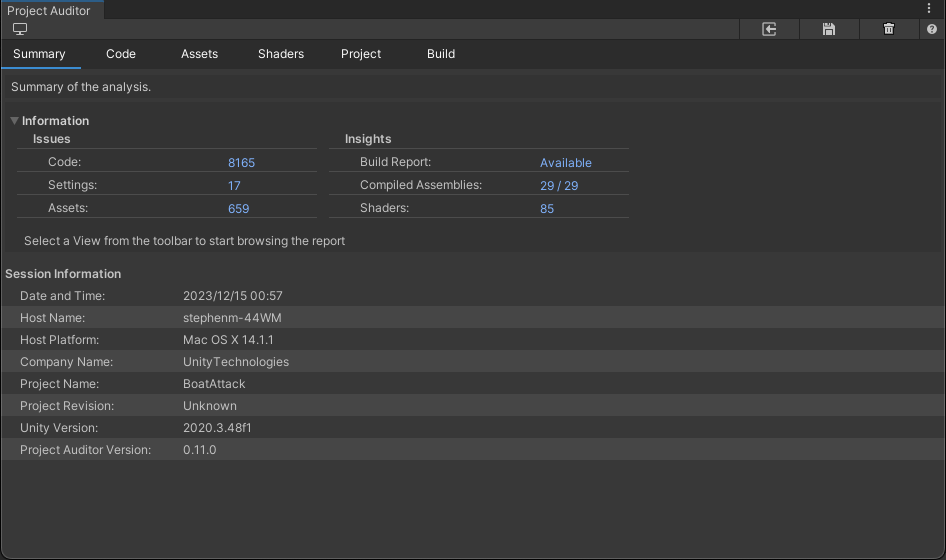 Project Auditor
Summary Code Assets Shaders Project Build
Summary of the analysis.
Information
Issues Insights
Code: 8165 Build Report: Available
Settings: 17 Compiled Assemblies: 29 / 29
Assets: 659 Shaders: 85
Select a View from the toolbar to start browsing the report
Session Information
Date and Time: 2023/12/15 00:57
Host Name: stephenm-44WM
Host Platform: Mac OS X 14.1.1
Company Name: UnityTechnologies
Project Name: BoatAttack
Project Revision: Unknown
Unity Version: 2020.3.48f1
Project Auditor Version: 0.11.0